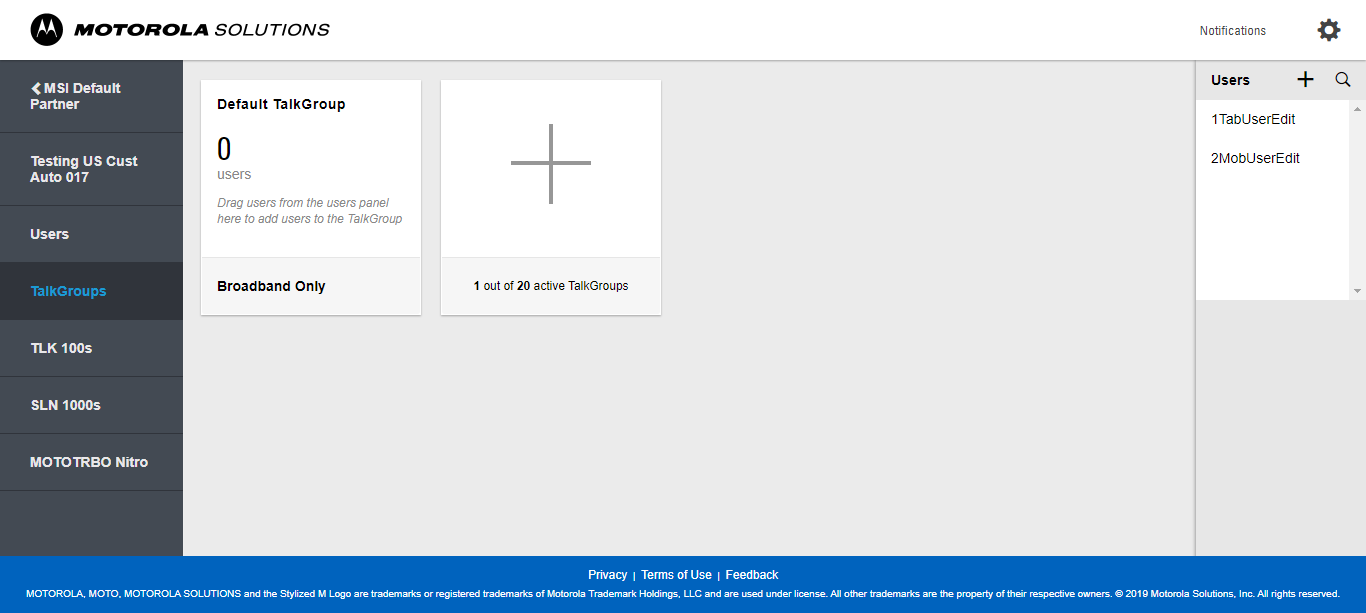 MOTOROLA SOLUTIONS
Notifications
MSI Default
Partner
Testing US Cust
Auto 017
Users
TalkGroups
TLK 100s
SLN 1000s
MOTOTRBO Nitro
Default TalkGroup
0
users
Drag users from the users panel
here to add users to the TalkGroup
Broadband Only
1 out of 20 active TalkGroups
Users
1TabUserEdit
2MobUserEdit
Privacy | Terms of Use | Feedback
MOTOROLA, MOTO, MOTOROLA SOLUTIONS and the Stylized M Logo are trademarks or registered trademarks of Motorola Trademark Holdings, LLC and are used under license. All other trademarks are the property of their respective owners. © 2019 Motorola Solutions, Inc. All rights reserved.